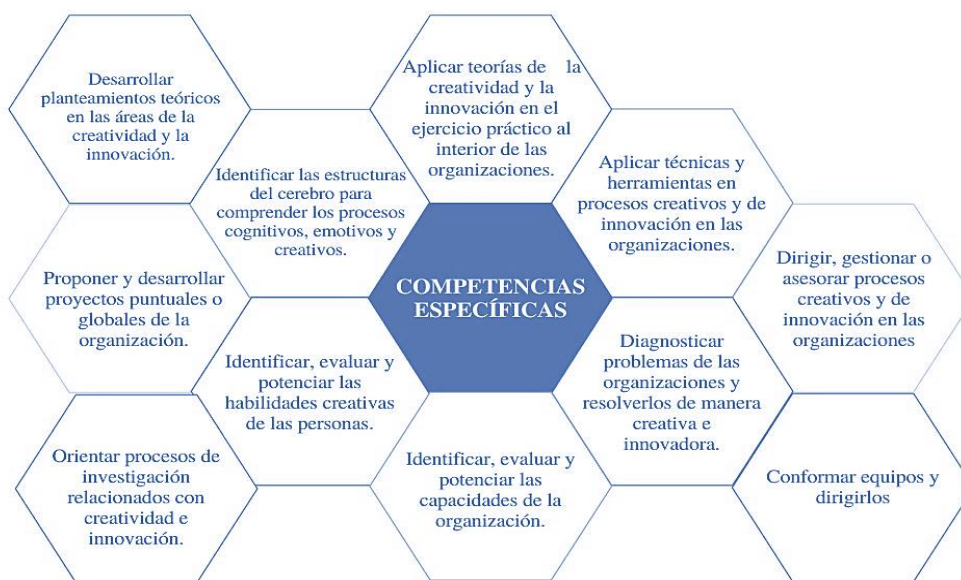 Desarrollar
planteamientos teóricos
en las áreas de la
creatividad y la
innovación.
Aplicar teorías de la
creatividad y la
innovación en el
ejercicio práctico al
interior de las
organizaciones.
Identificar las estructuras
del cerebro para
comprender los procesos
cognitivos, emotivos y
creativos.
Aplicar técnicas y
herramientas en
procesos creativos y de
innovación en las
organizaciones.
Proponer y desarrollar
proyectos puntuales o
globales de la
organización.
COMPETENCIAS
ESPECÍFICAS
Dirigir, gestionar o
asesorar procesos
creativos y de
innovación en las
organizaciones
Identificar, evaluar y
potenciar las
habilidades creativas
de las personas.
Diagnosticar
problemas de las
organizaciones y
resolverlos de manera
creativa e
innovadora.
Orientar procesos de
investigación
relacionados con
creatividad e
innovación.
Identificar, evaluar y
potenciar las
capacidades de la
organización.
Conformar equipos y
dirigirlos